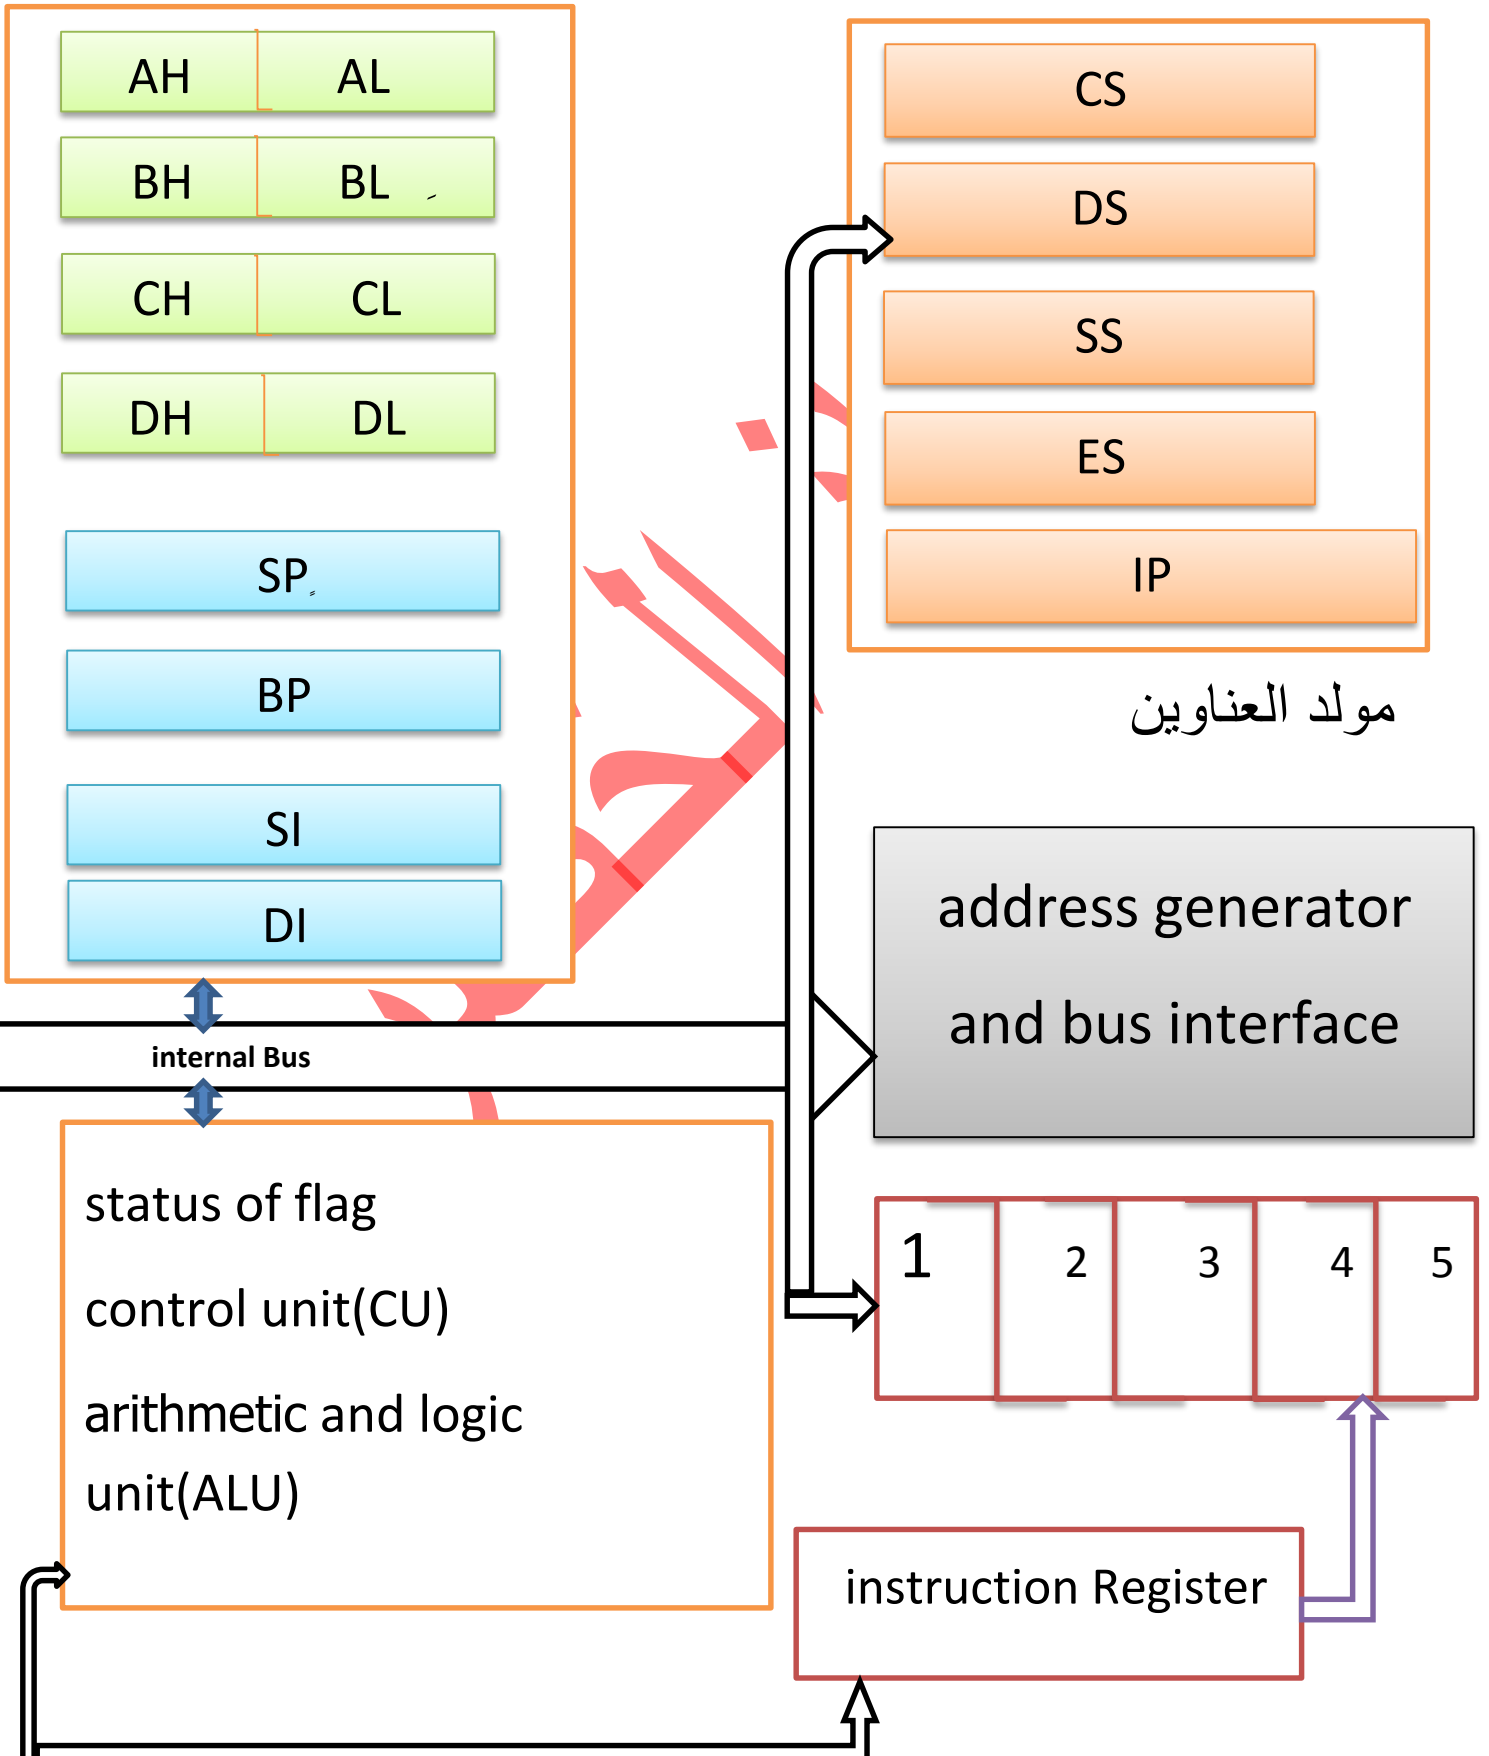 AH AL
BH BL
CH CL
DH DL
SP
BP
SI
DI
internal Bus
status of flag
control unit(CU)
arithmetic and logic
unit(ALU)
CS
DS
SS
ES
IP
مولد العناوين
address generator
and bus interface
1 2 3 4 5
instruction Register